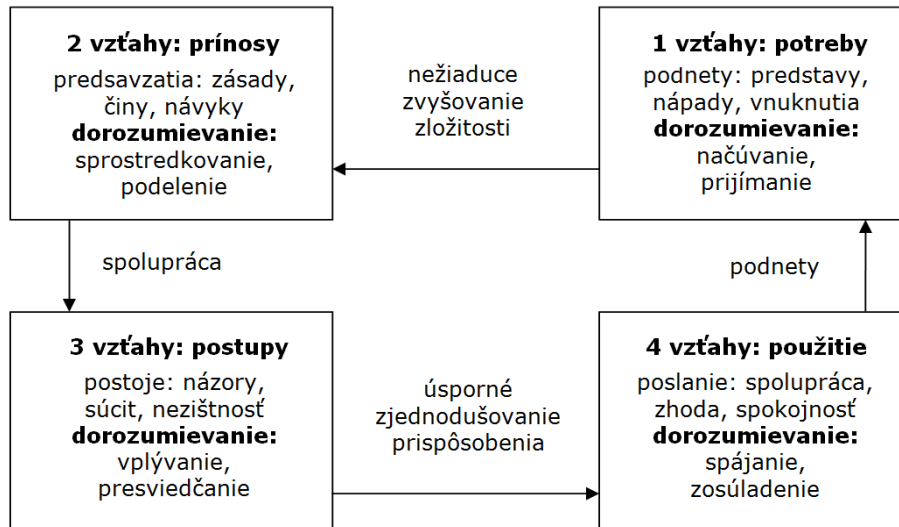 2 vzťahy: prínosy
predsavzatia: zásady,
činy, návyky
dorozumievanie:
sprostredkovanie,
podelenie
nežiaduce
zvyšovanie
zložitosti
1 vzťahy: potreby
podnety: predstavy,
nápady, vnuknutia
dorozumievanie:
načúvanie,
prijímanie
spolupráca
podnety
3 vzťahy: postupy
postoje: názory,
súcit, nezištnosť
dorozumievanie:
vplývanie,
presviedčanie
úsporné
zjednodušovanie
prispôsobenia
4 vzťahy: použitie
poslanie: spolupráca,
zhoda, spokojnosť
dorozumievanie:
spájanie,
zosúladenie